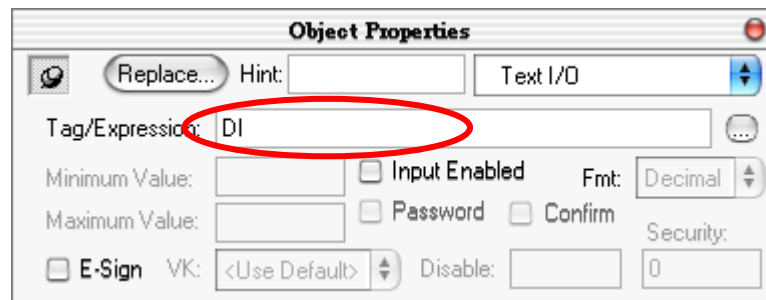 Object Properties
Replace... Hint: Text I/O
Tag/Expression: DI ...
Minimum Value: Input Enabled Fmt: Decimal
Maximum Value: Password Confirm Security:
E-Sign VK: <Use Default> Disable: 0